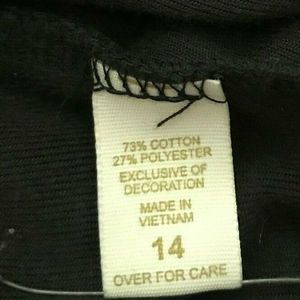 73% COTTON
27% POLYESTER
EXCLUSIVE OF
DECORATION
MADE IN
VIETNAM
14
OVER FOR CARE